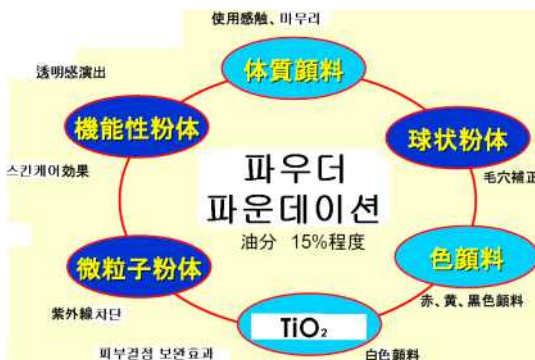 使用感触、마무리
体質顔料
透明感演出
機能性粉体
球状粉体
スキンケア効果
毛穴補正
파우더
파운데이션
油分 15%程度
微粒子粉体
色顔料
紫外線차단
赤、黄、黒色顔料
TiO₂
피부결점 보완효과
白色顔料